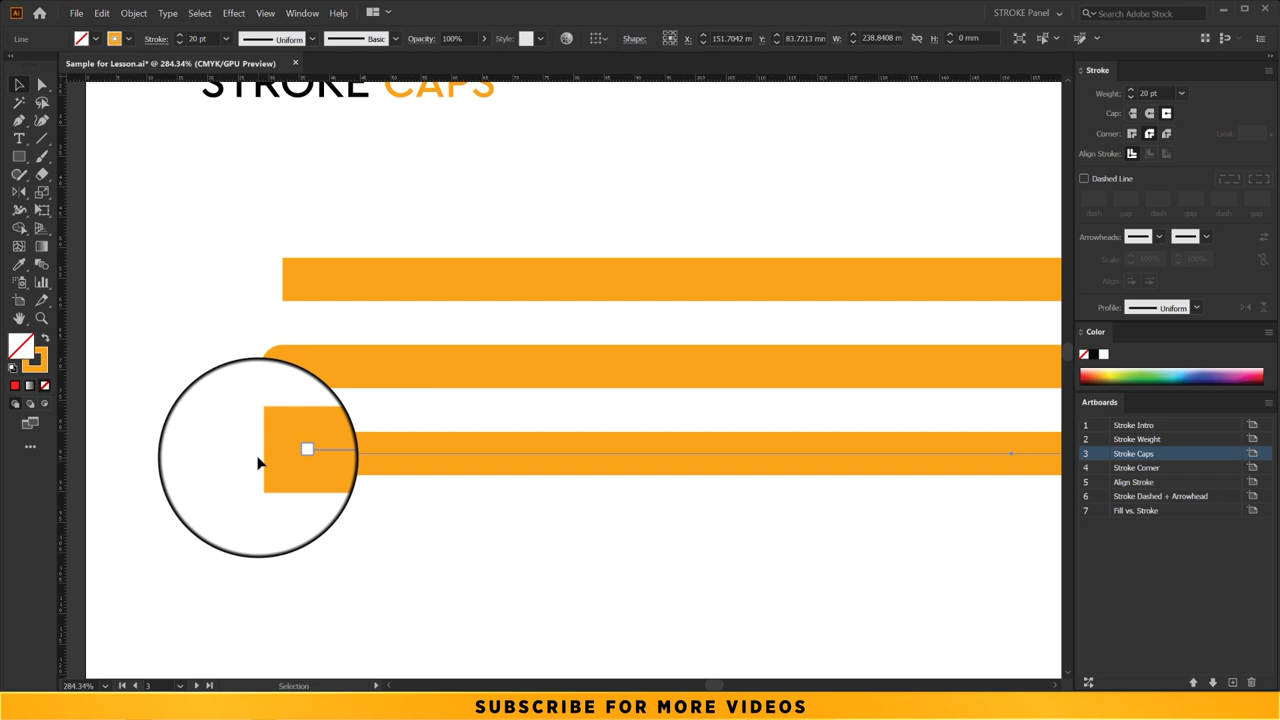 File Edit Object Type Select Effect View Window Help
STROKE Panel
Search Adobe Stock
Line
Stroke: 20 pt Uniform Basic Opacity: 100% Style: Shape: X: 151.7042 m Y: 83.7213 mm W: 238.8408 m H: 0 mm
Sample for Lesson.ai* @ 284.34% (CMYK/GPU Preview)
STROKE CAPS
Stroke
Weight: 20 pt
Cap:
Corner: Limit:
Align Stroke:
Dashed Line
dash gap dash gap dash gap
Arrowheads:
Scale: 100% 100%
Align:
Profile: Uniform
Color
Artboards
1 Stroke Intro
2 Stroke Weight
3 Stroke Caps
4 Stroke Corner
5 Align Stroke
6 Stroke Dashed + Arrowhead
7 Fill vs. Stroke
284.34% 3 Selection
SUBSCRIBE FOR MORE VIDEOS